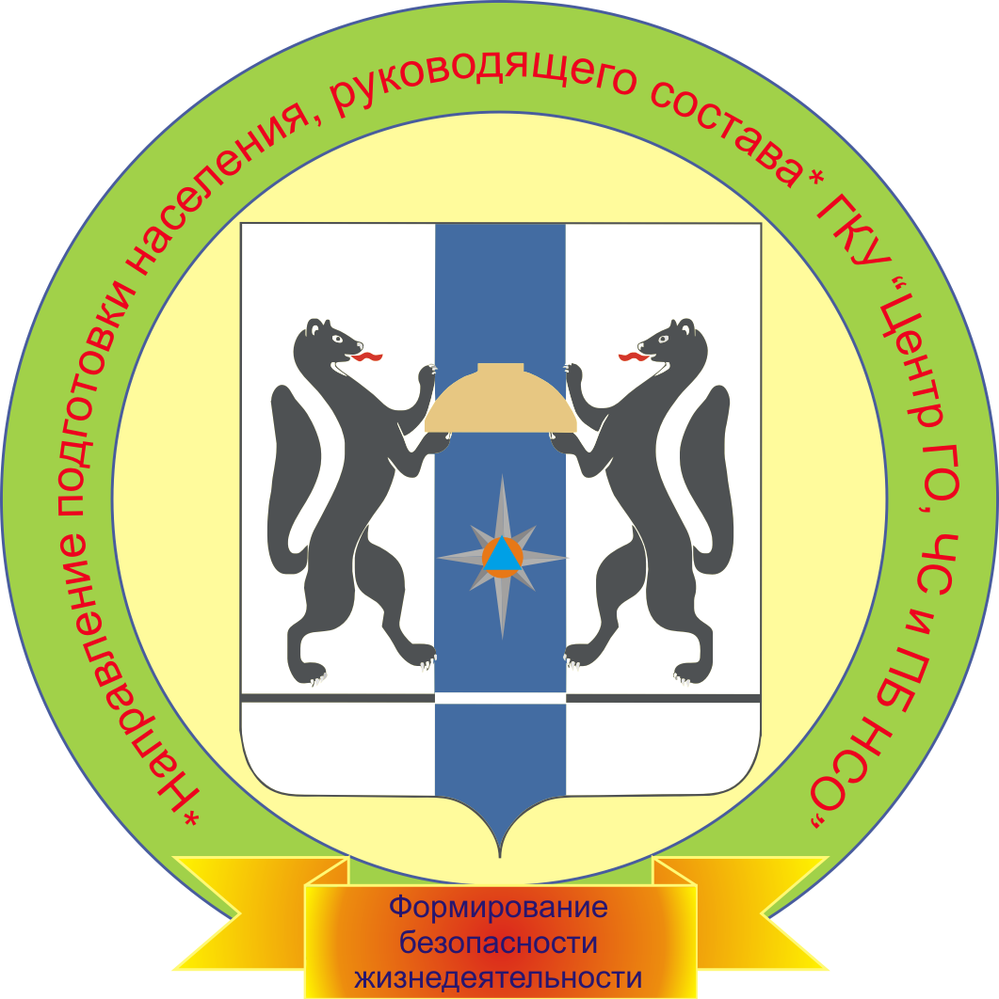 *Направление подготовки населения, руководящего состава* ГКУ “Центр ГО, ЧС и ПБ НСО”
Формирование
безопасности
жизнедеятельности